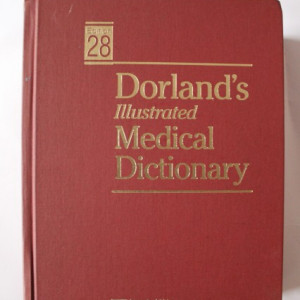 28
Dorland's
Illustrated
Medical
Dictionary